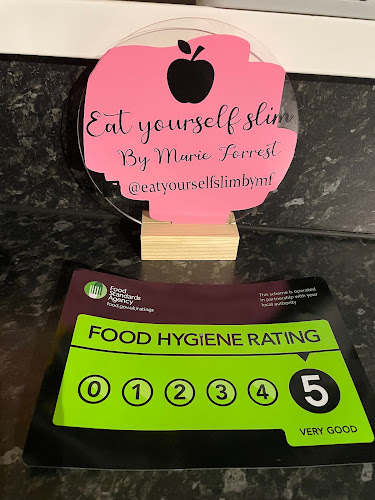 Eat yourself slim
By Marie Forrest
@eatyourselfslimbymf
Food
Standards
Agency
food.gov.uk/ratings
This scheme is operated
in partnership with your
local authority
FOOD HYGIENE RATING
0 1 2 3 4 5
VERY GOOD